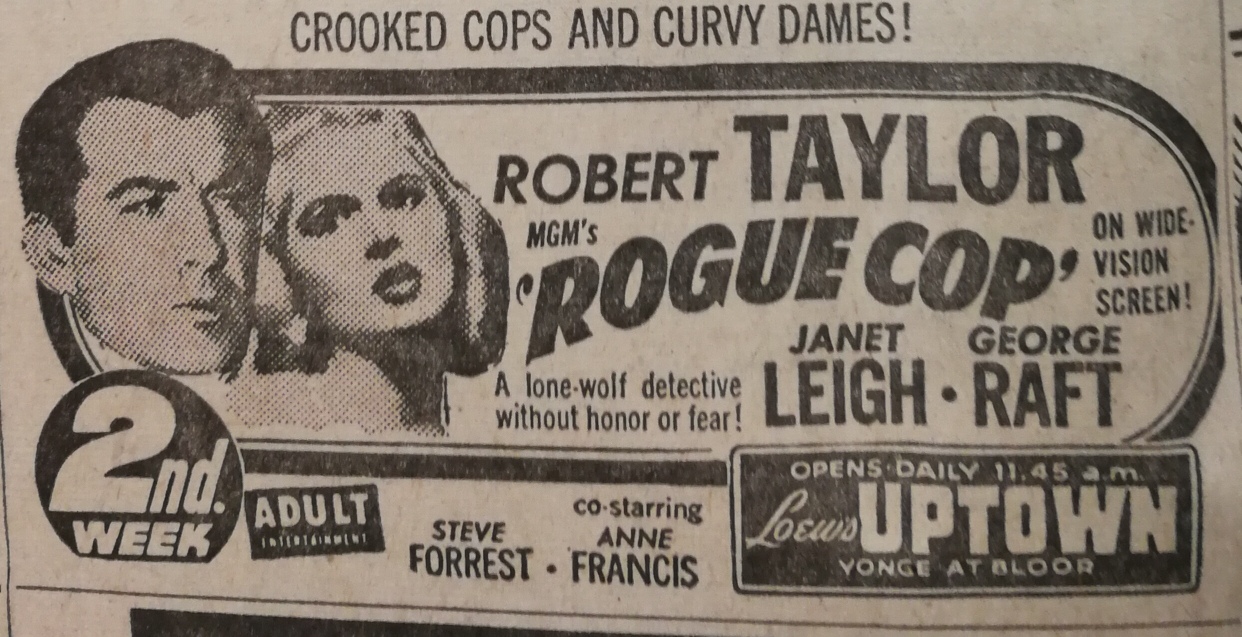 CROOKED COPS AND CURVY DAMES!
ROBERT TAYLOR
MGM's
'ROGUE COP'
ON WIDE-
VISION
SCREEN!
JANET GEORGE
LEIGH · RAFT
A lone-wolf detective
without honor or fear!
2nd.
WEEK
ADULT
ENTERTAINMENT
co-starring
STEVE ANNE
FORREST · FRANCIS
OPENS DAILY 11.45 a.m.
Loew's UPTOWN
YONGE AT BLOOR